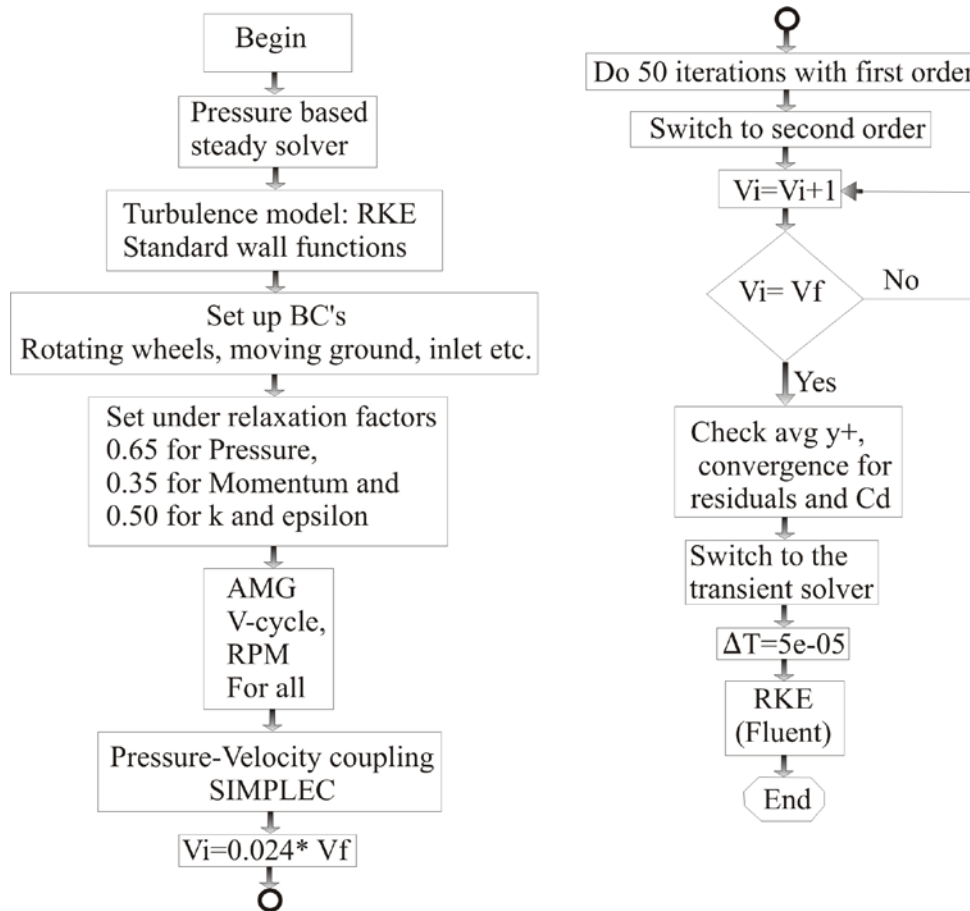 Begin
Pressure based
steady solver
Turbulence model: RKE
Standard wall functions
Set up BC's
Rotating wheels, moving ground, inlet etc.
Set under relaxation factors
0.65 for Pressure,
0.35 for Momentum and
0.50 for k and epsilon
AMG
V-cycle,
RPM
For all
Pressure-Velocity coupling
SIMPLEC
Vi=0.024* Vf
Do 50 iterations with first order
Switch to second order
Vi=Vi+1
Vi= Vf
No
Yes
Check avg y+,
convergence for
residuals and Cd
Switch to the
transient solver
ΔT=5e-05
RKE
(Fluent)
End